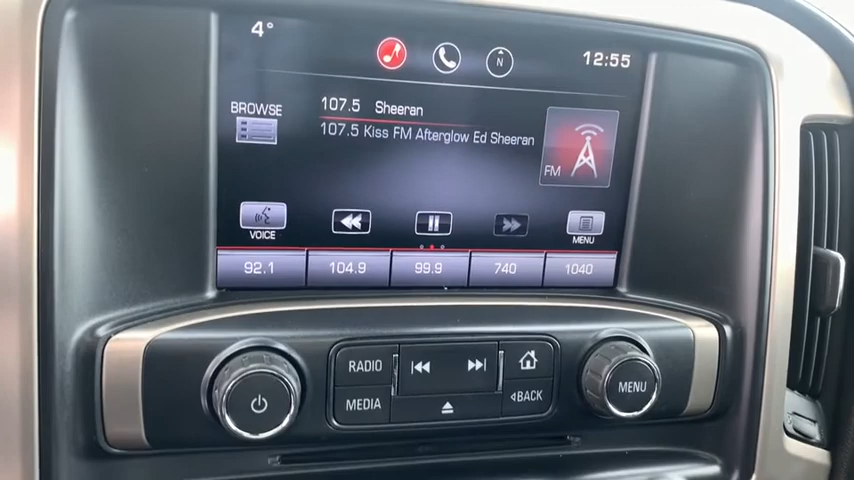 4°
N
12:55
BROWSE
107.5 Sheeran
107.5 Kiss FM Afterglow Ed Sheeran
FM
VOICE
MENU
92.1 104.9 99.9 740 1040
RADIO
MEDIA
BACK
MENU